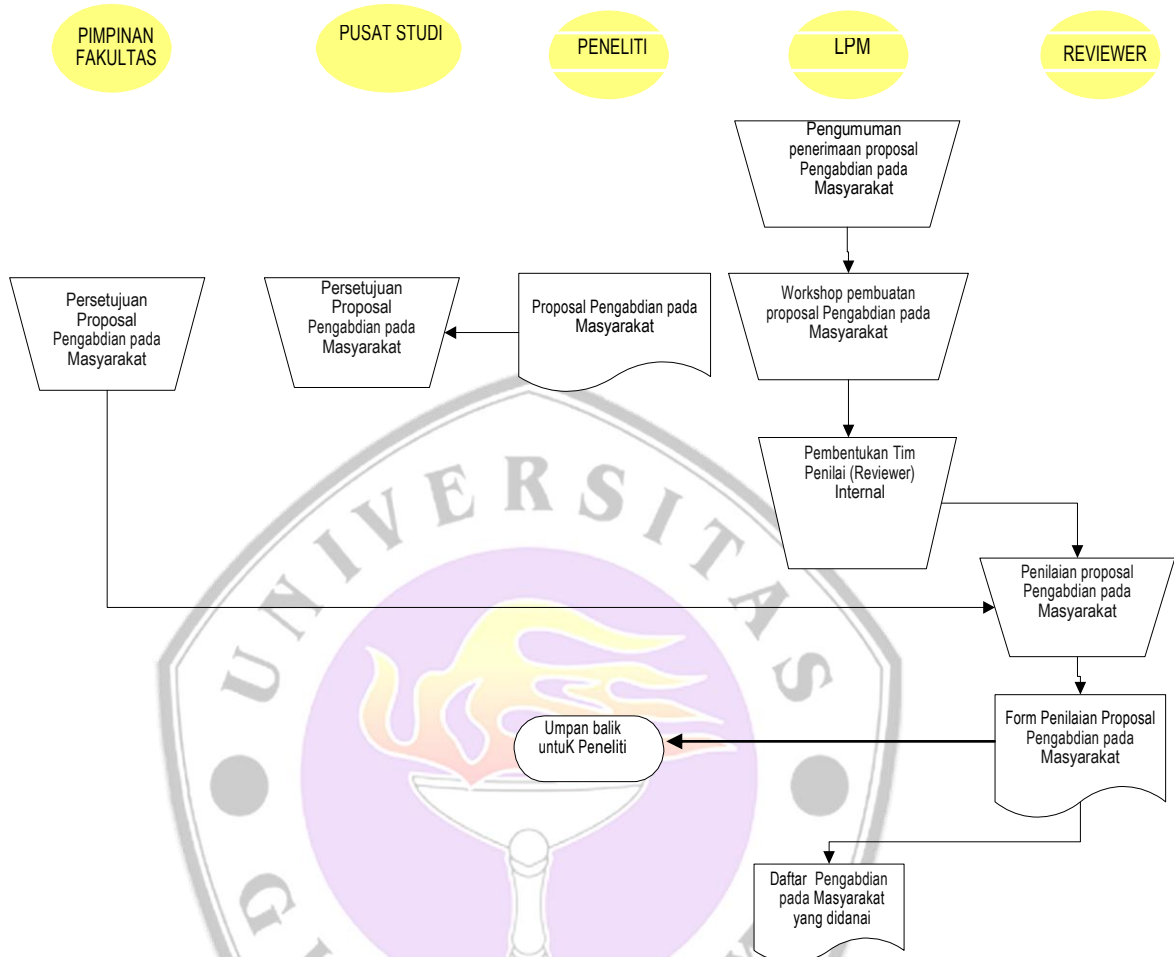 PIMPINAN
FAKULTAS
PUSAT STUDI
PENELITI
LPM
REVIEWER
Pengumuman
penerimaan proposal
Pengabdian pada
Masyarakat
Persetujuan
Proposal
Pengabdian pada
Masyarakat
Persetujuan
Proposal
Pengabdian pada
Masyarakat
Proposal Pengabdian pada
Masyarakat
Workshop pembuatan
proposal Pengabdian pada
Masyarakat
Pembentukan Tim
Penilai (Reviewer)
Internal
Penilaian proposal
Pengabdian pada
Masyarakat
Umpan balik
untuK Peneliti
Form Penilaian Proposal
Pengabdian pada
Masyarakat
Daftar Pengabdian
pada Masyarakat
yang didanai
UNIVERSITAS